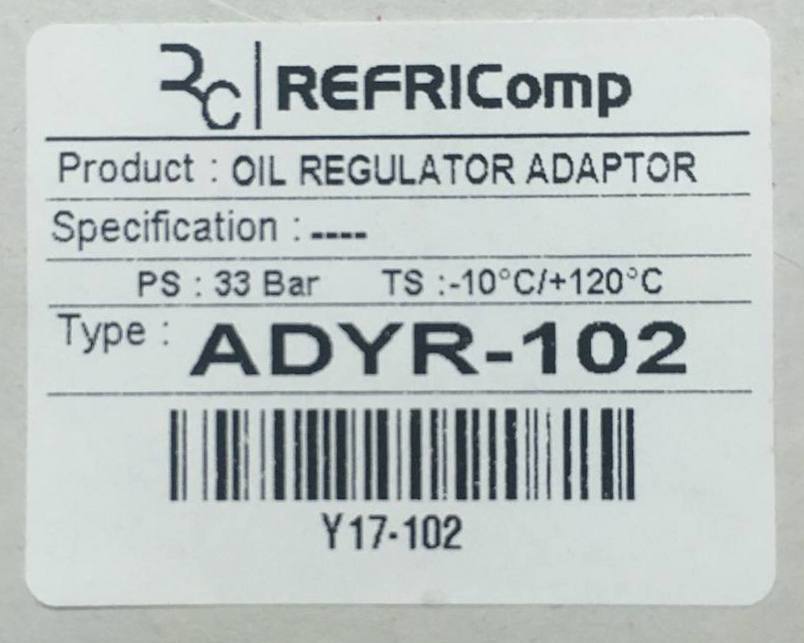 RC | REFRIComp
Product : OIL REGULATOR ADAPTOR
Specification : ----
PS : 33 Bar TS :-10°C/+120°C
Type : ADYR-102
Y17-102